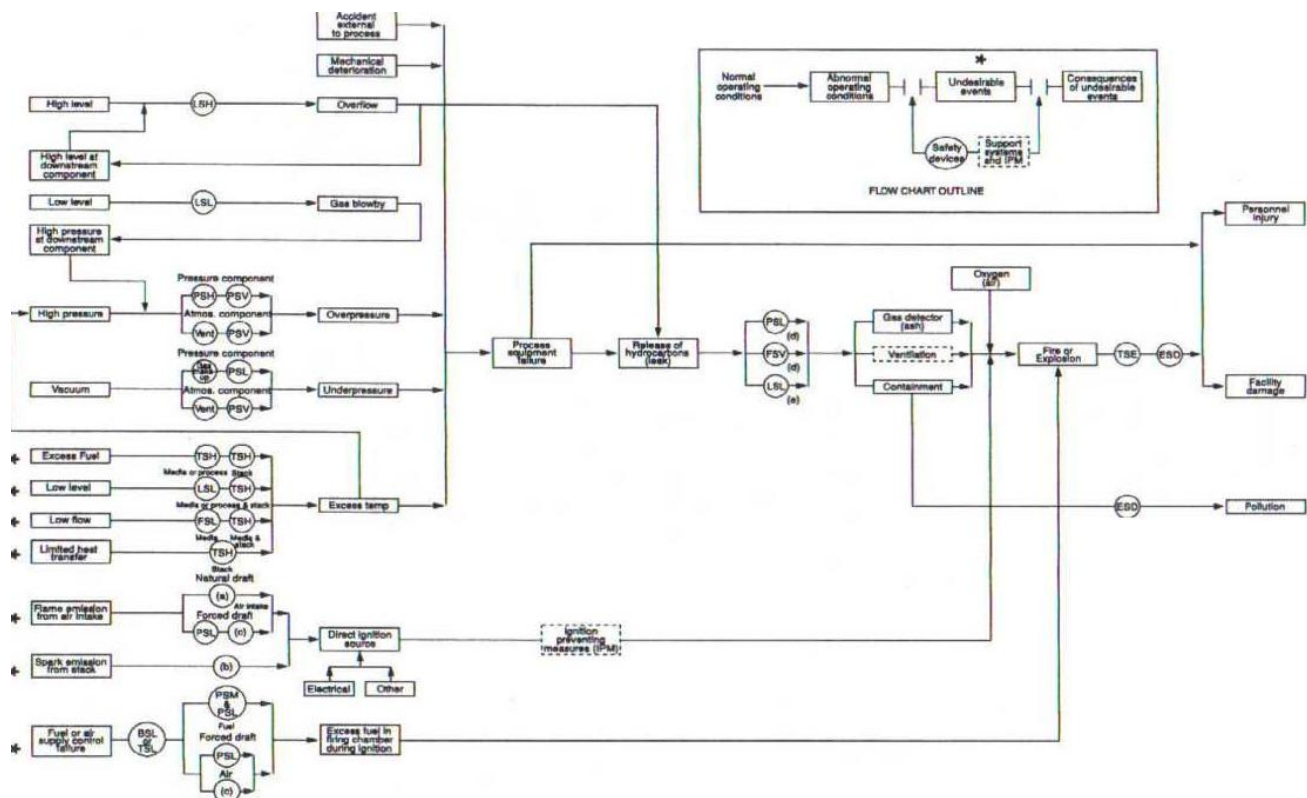 Accident
external
to process
Mechanical
deterioration
High level
LSH
Overflow
High level at
downstream
component
Low level
LSL
Gas blowby
High pressure
at downstream
component
*
Normal
operating
conditions
Abnormal
operating
conditions
Undesirable
events
Consequences
of undesirable
events
Safety
devices
Support
systems
and IPM
FLOW CHART OUTLINE
Personnel
injury
Pressure component
PSH
PSV
High pressure
Atmos. component
Overpressure
Vent
PSV
Pressure component
Gas
up
PSL
Vacuum
Atmos. component
Underpressure
Vent
PSV
Process
equipment
failure
Release of
hydrocarbons
(leak)
PSL
(d)
FSV
(d)
LSL
(e)
Gas detector
(ash)
Ventilation
Containment
Oxygen
(air)
Fire or
Explosion
TSE
ESD
Facility
damage
* Excess Fuel
TSH
TSH
Media or process
Stack
* Low level
LSL
TSH
Media or process & stack
Excess temp
* Low flow
FSL
TSH
Media
Media &
stack
* Limited heat
transfer
TSH
Stack
ESD
Pollution
Natural draft
(a)
Air intake
* Flame emission
from air intake
Forced draft
PSL
(c)
* Spark emission
from stack
(b)
Direct ignition
source
Electrical
Other
Ignition
preventing
measures (IPM)
* Fuel or air
supply control
failure
BSL
or
TSL
PSM
&
PSL
Fuel
Forced draft
PSL
Air
(c)
Excess fuel in
firing chamber
during ignition